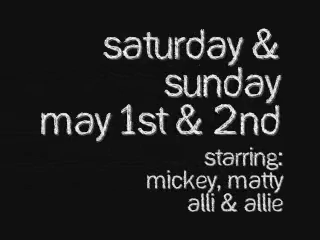 saturday &
sunday
may 1st & 2nd
starring:
mickey, matty
alli & allie